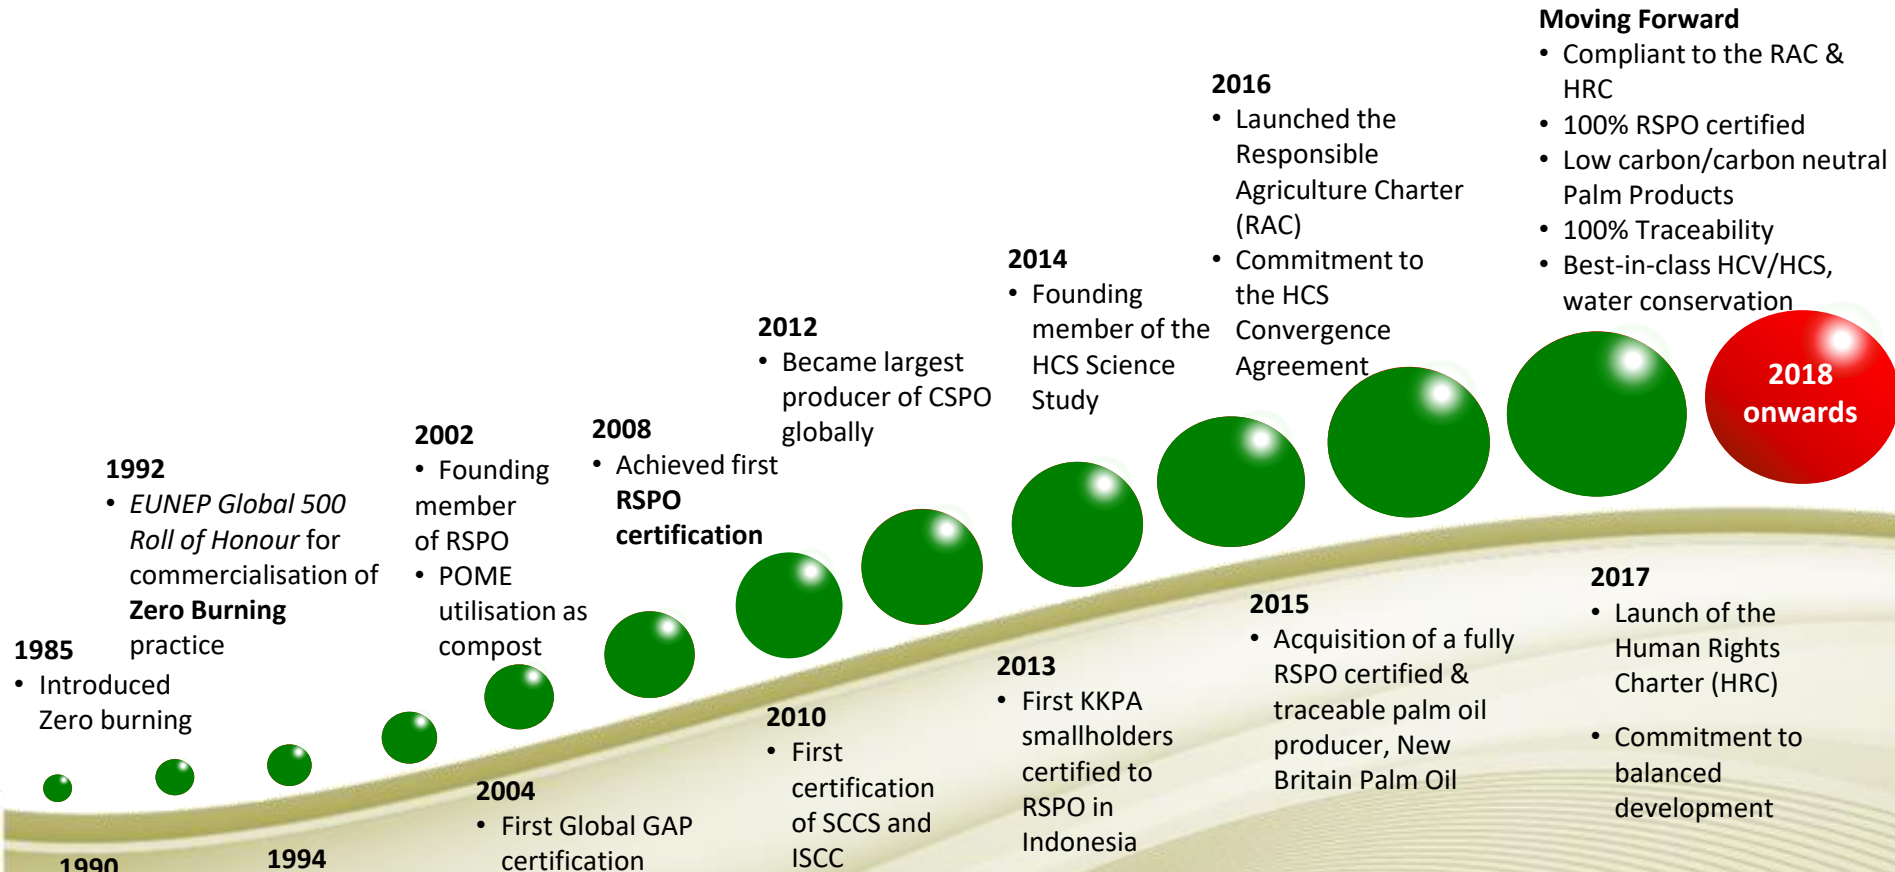 1985
• Introduced
Zero burning
1990
1992
• EUNEP Global 500
Roll of Honour for
commercialisation of
Zero Burning
practice
1994
2002
• Founding
member
of RSPO
• POME
utilisation as
compost
2004
• First Global GAP
certification
2008
• Achieved first
RSPO
certification
2010
• First
certification
of SCCS and
ISCC
2012
• Became largest
producer of CSPO
globally
2013
• First KKPA
smallholders
certified to
RSPO in
Indonesia
2014
• Founding
member of the
HCS Science
Study
2015
• Acquisition of a fully
RSPO certified &
traceable palm oil
producer, New
Britain Palm Oil
2016
• Launched the
Responsible
Agriculture Charter
(RAC)
• Commitment to
the HCS
Convergence
Agreement
2017
• Launch of the
Human Rights
Charter (HRC)
• Commitment to
balanced
development
Moving Forward
• Compliant to the RAC &
HRC
• 100% RSPO certified
• Low carbon/carbon neutral
Palm Products
• 100% Traceability
• Best-in-class HCV/HCS,
water conservation
2018
onwards